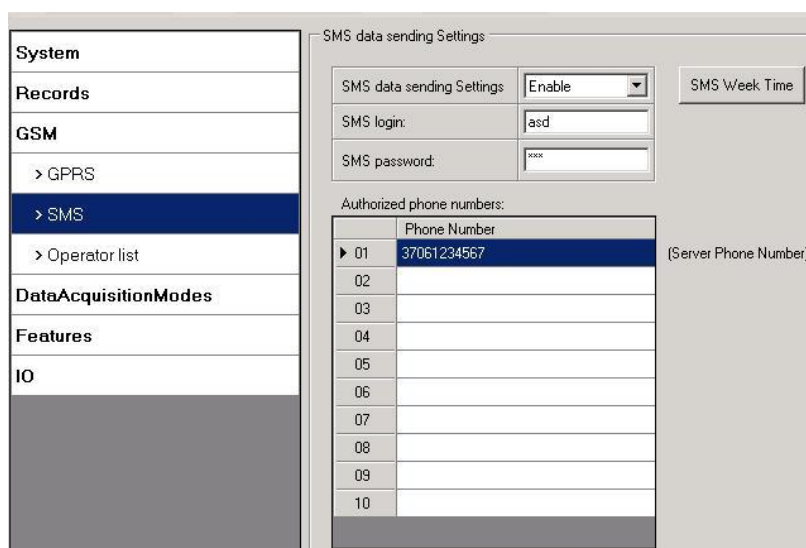 System
Records
GSM
> GPRS
> SMS
> Operator list
DataAcquisitionModes
Features
IO
SMS data sending Settings
SMS data sending Settings Enable SMS Week Time
SMS login: asd
SMS password: ***
Authorized phone numbers:
Phone Number
01 37061234567 (Server Phone Number)
02
03
04
05
06
07
08
09
10